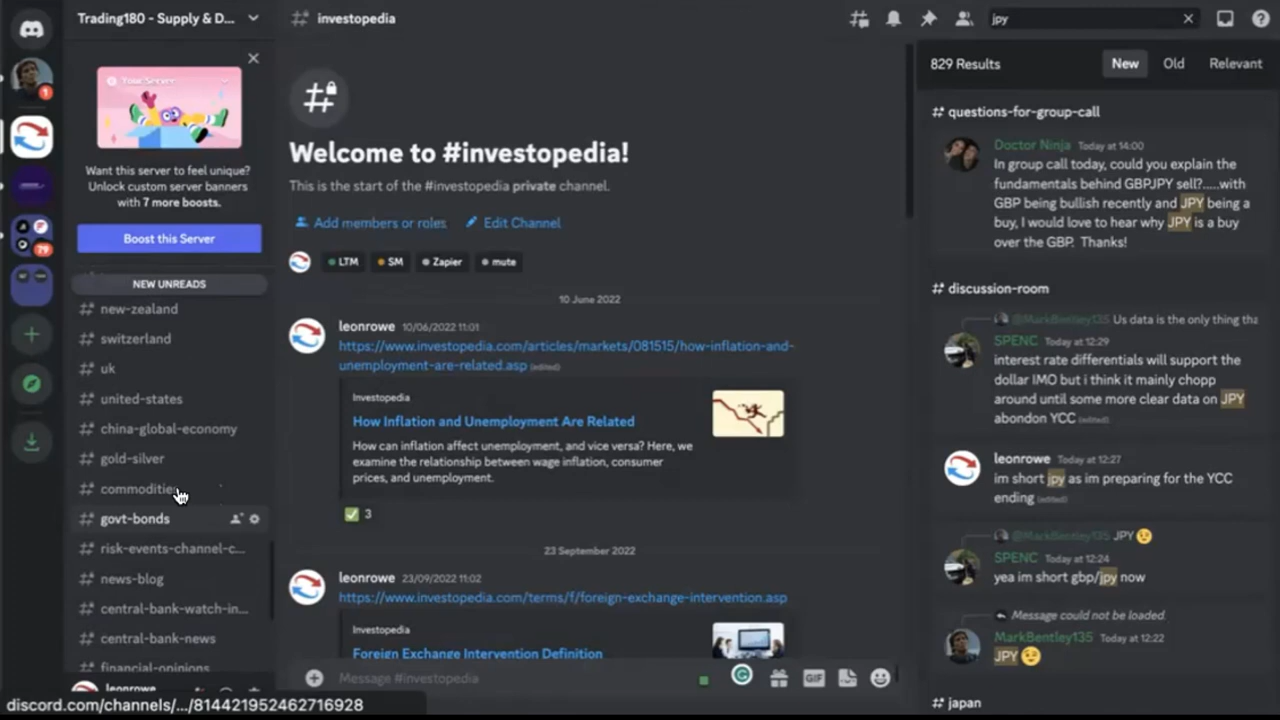 Trading180 - Supply & D...
Your Server
Want this server to feel unique?
Unlock custom server banners
with 7 more boosts.
Boost this Server
NEW UNREADS
new-zealand
switzerland
uk
united-states
china-global-economy
gold-silver
commodities
govt-bonds
risk-events-channel-c...
news-blog
central-bank-watch-in...
central-bank-news
financial-opinions
leonrowe
1
79
discord.com/channels/.../814421952462716928
# investopedia
Welcome to #investopedia!
This is the start of the #investopedia private channel.
Add members or roles
Edit Channel
LTM
SM
Zapier
mute
10 June 2022
leonrowe 10/06/2022 11:01
https://www.investopedia.com/articles/markets/081515/how-inflation-and-
unemployment-are-related.asp (edited)
Investopedia
How Inflation and Unemployment Are Related
How can inflation affect unemployment, and vice versa? Here, we
examine the relationship between wage inflation, consumer
prices, and unemployment.
3
23 September 2022
leonrowe 23/09/2022 11:02
https://www.investopedia.com/terms/f/foreign-exchange-intervention.asp
Investopedia
Foreign Exchange Intervention Definition
Message #investopedia
GIF
jpy
829 Results
New
Old
Relevant
# questions-for-group-call
Doctor Ninja Today at 14:00
In group call today, could you explain the
fundamentals behind GBPJPY sell?.....with
GBP being bullish recently and JPY being a
buy, I would love to hear why JPY is a buy
over the GBP. Thanks!
# discussion-room
@MarkBentley135 Us data is the only thing tha
SPENC Today at 12:29
interest rate differentials will support the
dollar IMO but i think it mainly chopp
around until some more clear data on JPY
abondon YCC (edited)
leonrowe Today at 12:27
im short jpy as im preparing for the YCC
ending (edited)
@MarkBentley135 JPY 😉
SPENC Today at 12:24
yea im short gbp/jpy now
Message could not be loaded.
MarkBentley135 Today at 12:22
JPY 😉
# japan